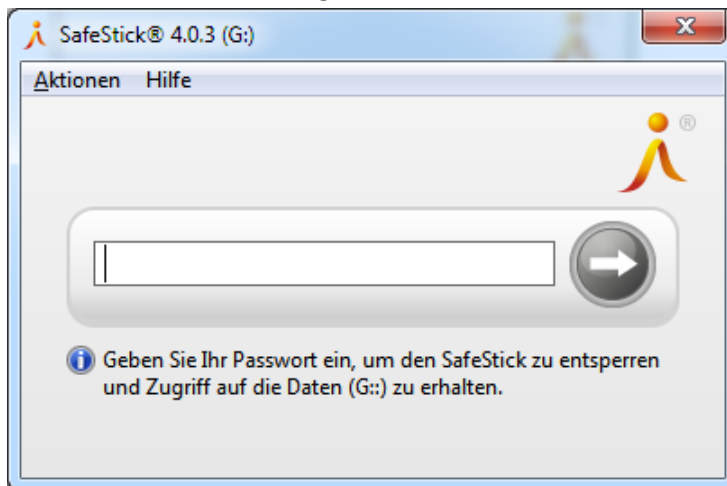 SafeStick® 4.0.3 (G:)
Aktionen Hilfe
®
Geben Sie Ihr Passwort ein, um den SafeStick zu entsperren
und Zugriff auf die Daten (G::) zu erhalten.